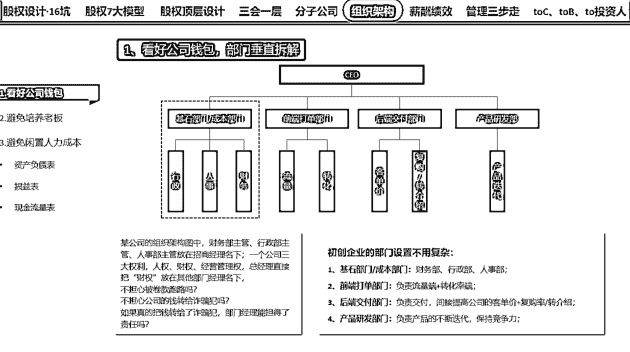 股权设计·16坑 股权7大模型 股权顶层设计 三会一层 分子公司 组织架构 薪酬绩效 管理三步走 toC、toB、to投资人
1、看好公司钱包，部门垂直拆解
1.看好公司钱包
2.避免培养老板
3.避免闲置人力成本
• 资产负债表
• 损益表
• 现金流量表
CEO
基石部门/成本部门 前端打单部门 后端交付部门 产品研发部
行政 人事 财务 流量 转化 客单价 复购/转介绍 产品迭代
某公司的组织架构图中，财务部主管、行政部主
管、人事部主管放在招商经理名下；一个公司三
大权利，人权、财权、经营管理权，总经理直接
把“财权”放在其他部门经理名下，
不担心被卷款跑路吗？
不担心公司的钱转给诈骗犯吗？
如果真的把钱转给了诈骗犯，部门经理能担得了
责任吗？
初创企业的部门设置不用复杂：
1、基石部门/成本部门：财务部、行政部、人事部；
2、前端打单部门：负责流量端+转化率端；
3、后端交付部门：负责交付，间接提高公司的客单价+复购率/转介绍；
4、产品研发部门：负责产品的不断迭代，保持竞争力；